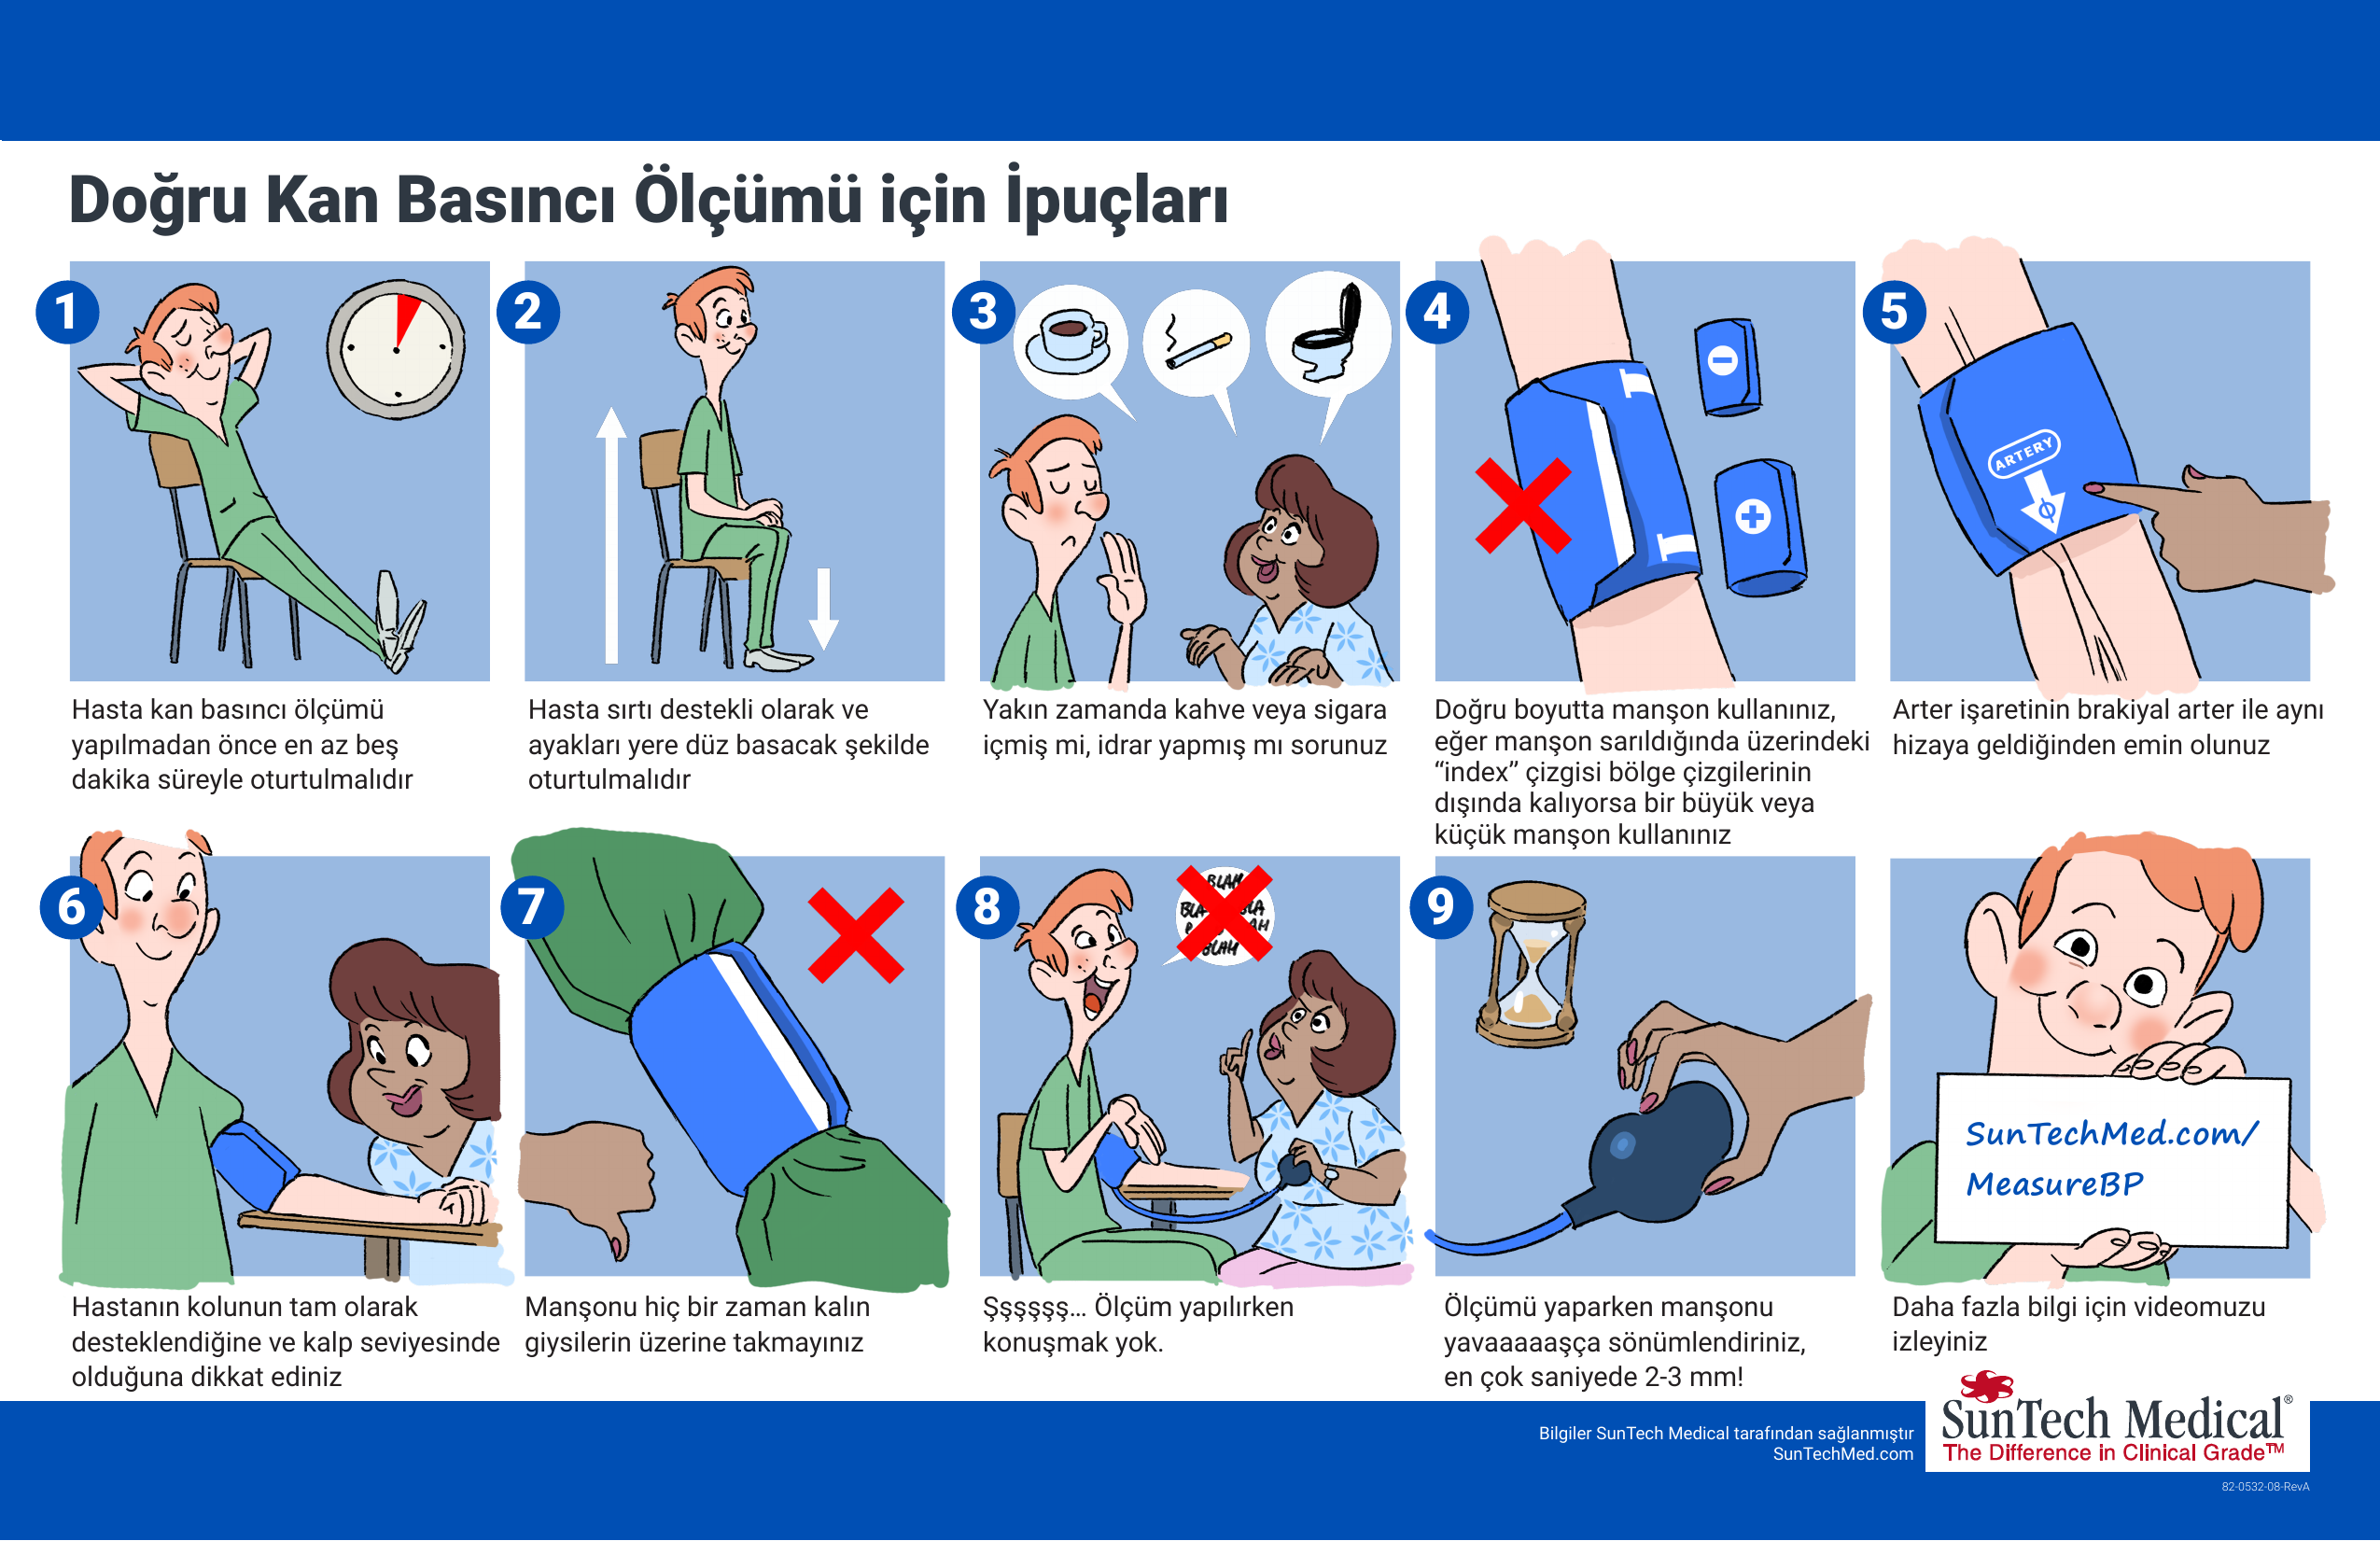 Doğru Kan Basıncı Ölçümü için İpuçları
1
Hasta kan basıncı ölçümü
yapılmadan önce en az beş
dakika süreyle oturtulmalıdır
2
Hasta sırtı destekli olarak ve
ayakları yere düz basacak şekilde
oturtulmalıdır
3
Yakın zamanda kahve veya sigara
içmiş mi, idrar yapmış mı sorunuz
4
Doğru boyutta manşon kullanınız,
eğer manşon sarıldığında üzerindeki
“index” çizgisi bölge çizgilerinin
dışında kalıyorsa bir büyük veya
küçük manşon kullanınız
5
ARTERY
Arter işaretinin brakiyal arter ile aynı
hizaya geldiğinden emin olunuz
6
Hastanın kolunun tam olarak
desteklendiğine ve kalp seviyesinde
olduğuna dikkat ediniz
7
Manşonu hiç bir zaman kalın
giysilerin üzerine takmayınız
8
BLAH
BLAH
Şşşşşş... Ölçüm yapılırken
konuşmak yok.
9
Ölçümü yaparken manşonu
yavaaaaaşça sönümlendiriniz,
en çok saniyede 2-3 mm!
SunTechMed.com/
MeasureBP
Daha fazla bilgi için videomuzu
izleyiniz
Bilgiler SunTech Medical tarafından sağlanmıştır
SunTechMed.com
SunTech Medical®
The Difference in Clinical Grade™
82-0532-08-RevA